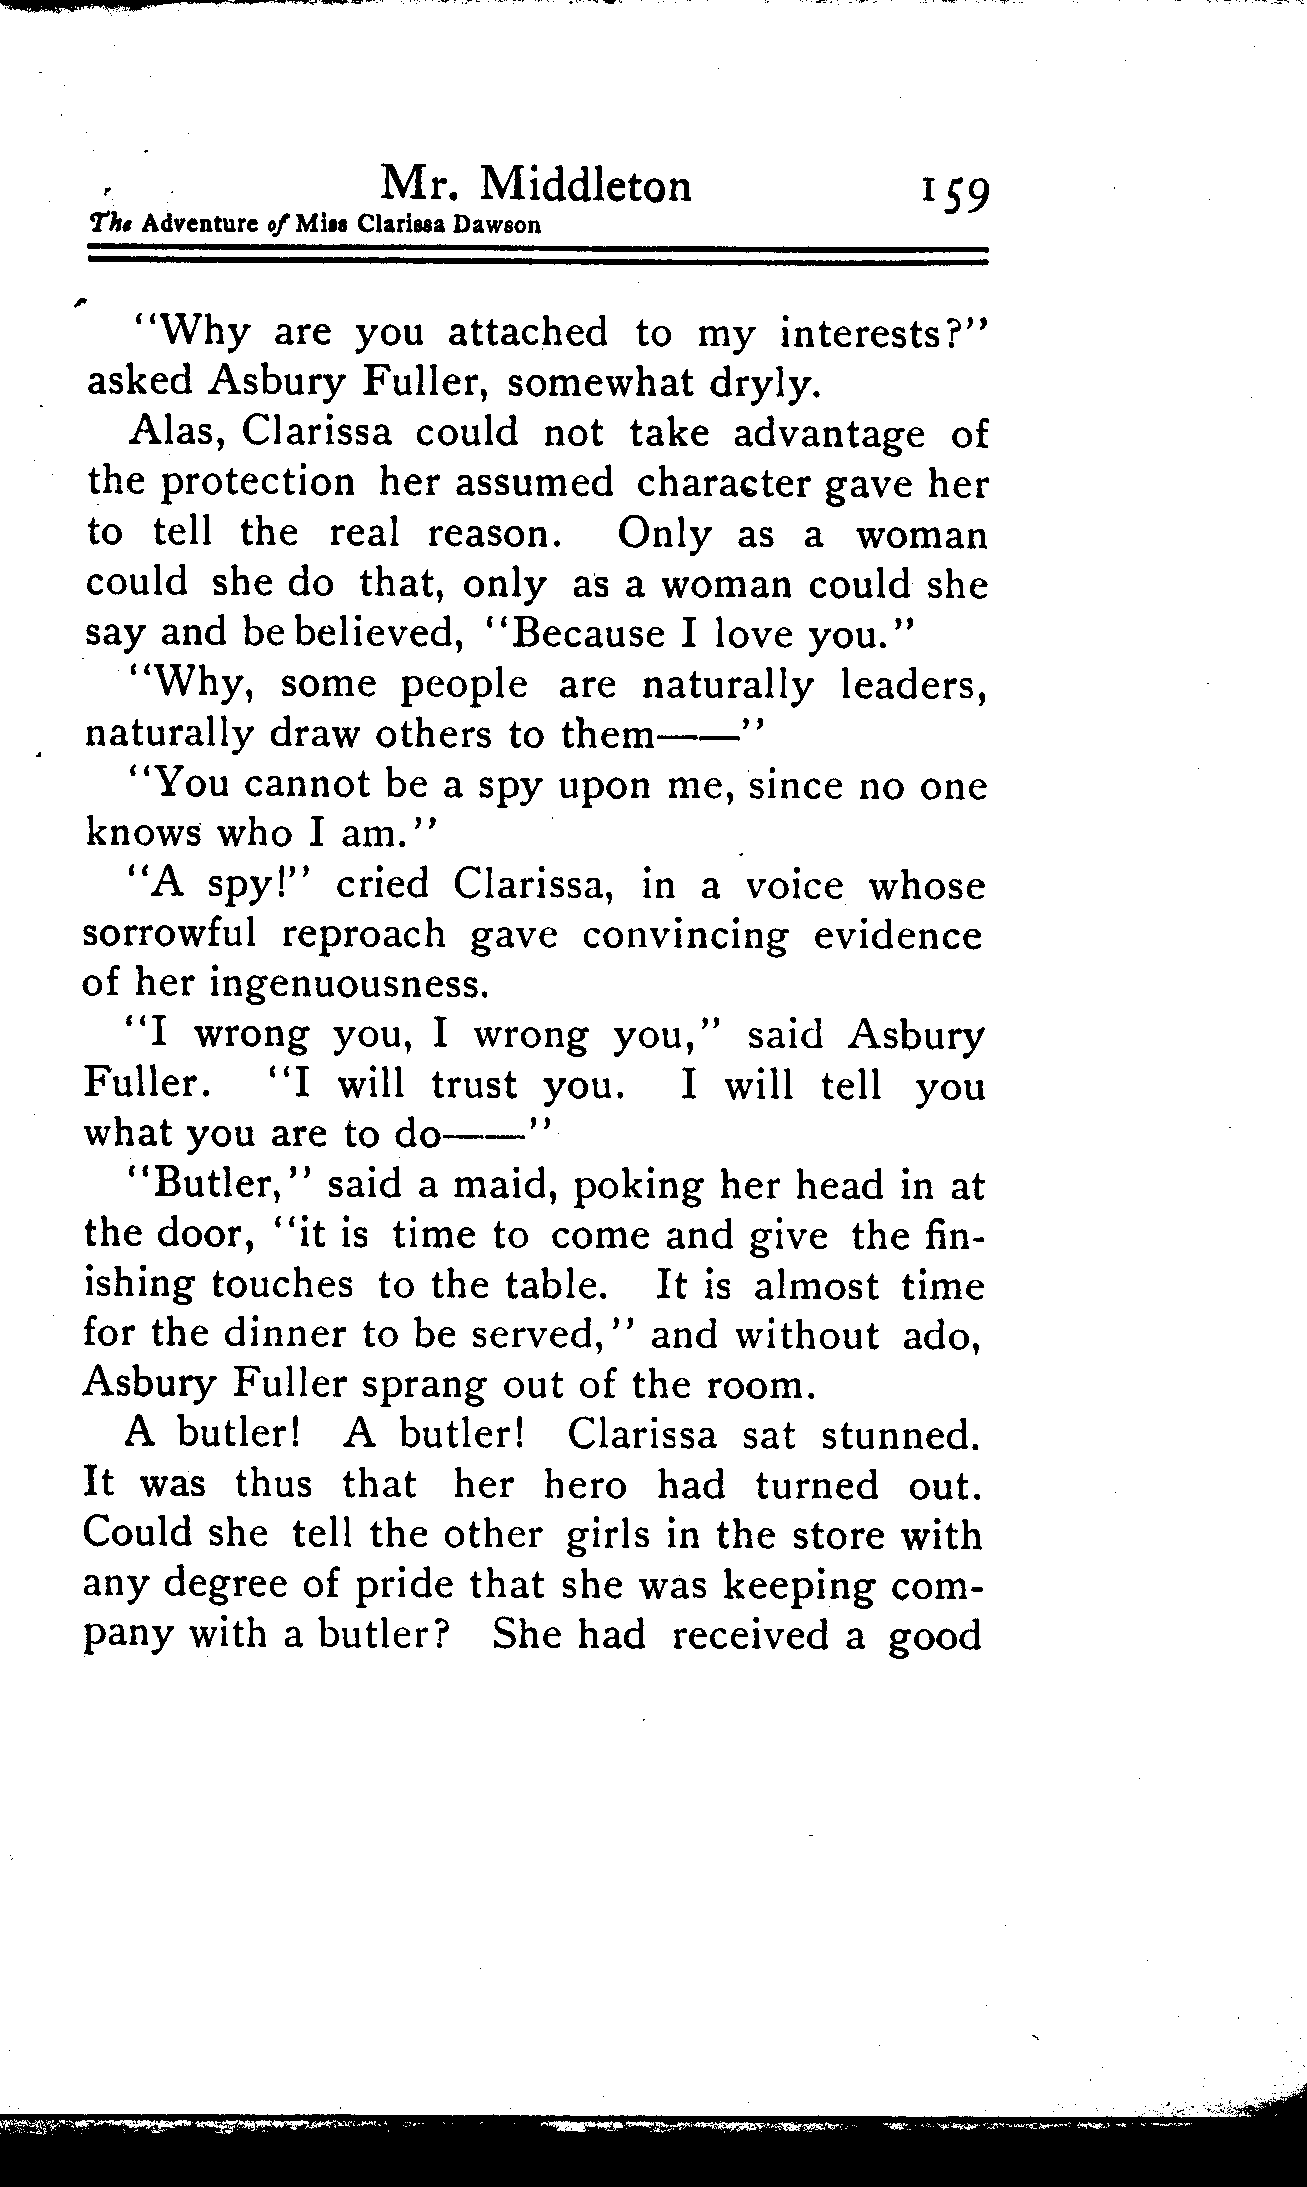 Mr. Middleton 159
The Adventure of Miss Clarissa Dawson
"Why are you attached to my interests?"
asked Asbury Fuller, somewhat dryly.
Alas, Clarissa could not take advantage of
the protection her assumed character gave her
to tell the real reason. Only as a woman
could she do that, only as a woman could she
say and be believed, "Because I love you."
"Why, some people are naturally leaders,
naturally draw others to them——"
"You cannot be a spy upon me, since no one
knows who I am."
"A spy!" cried Clarissa, in a voice whose
sorrowful reproach gave convincing evidence
of her ingenuousness.
"I wrong you, I wrong you," said Asbury
Fuller. "I will trust you. I will tell you
what you are to do——"
"Butler," said a maid, poking her head in at
the door, "it is time to come and give the fin-
ishing touches to the table. It is almost time
for the dinner to be served," and without ado,
Asbury Fuller sprang out of the room.
A butler! A butler! Clarissa sat stunned.
It was thus that her hero had turned out.
Could she tell the other girls in the store with
any degree of pride that she was keeping com-
pany with a butler? She had received a good